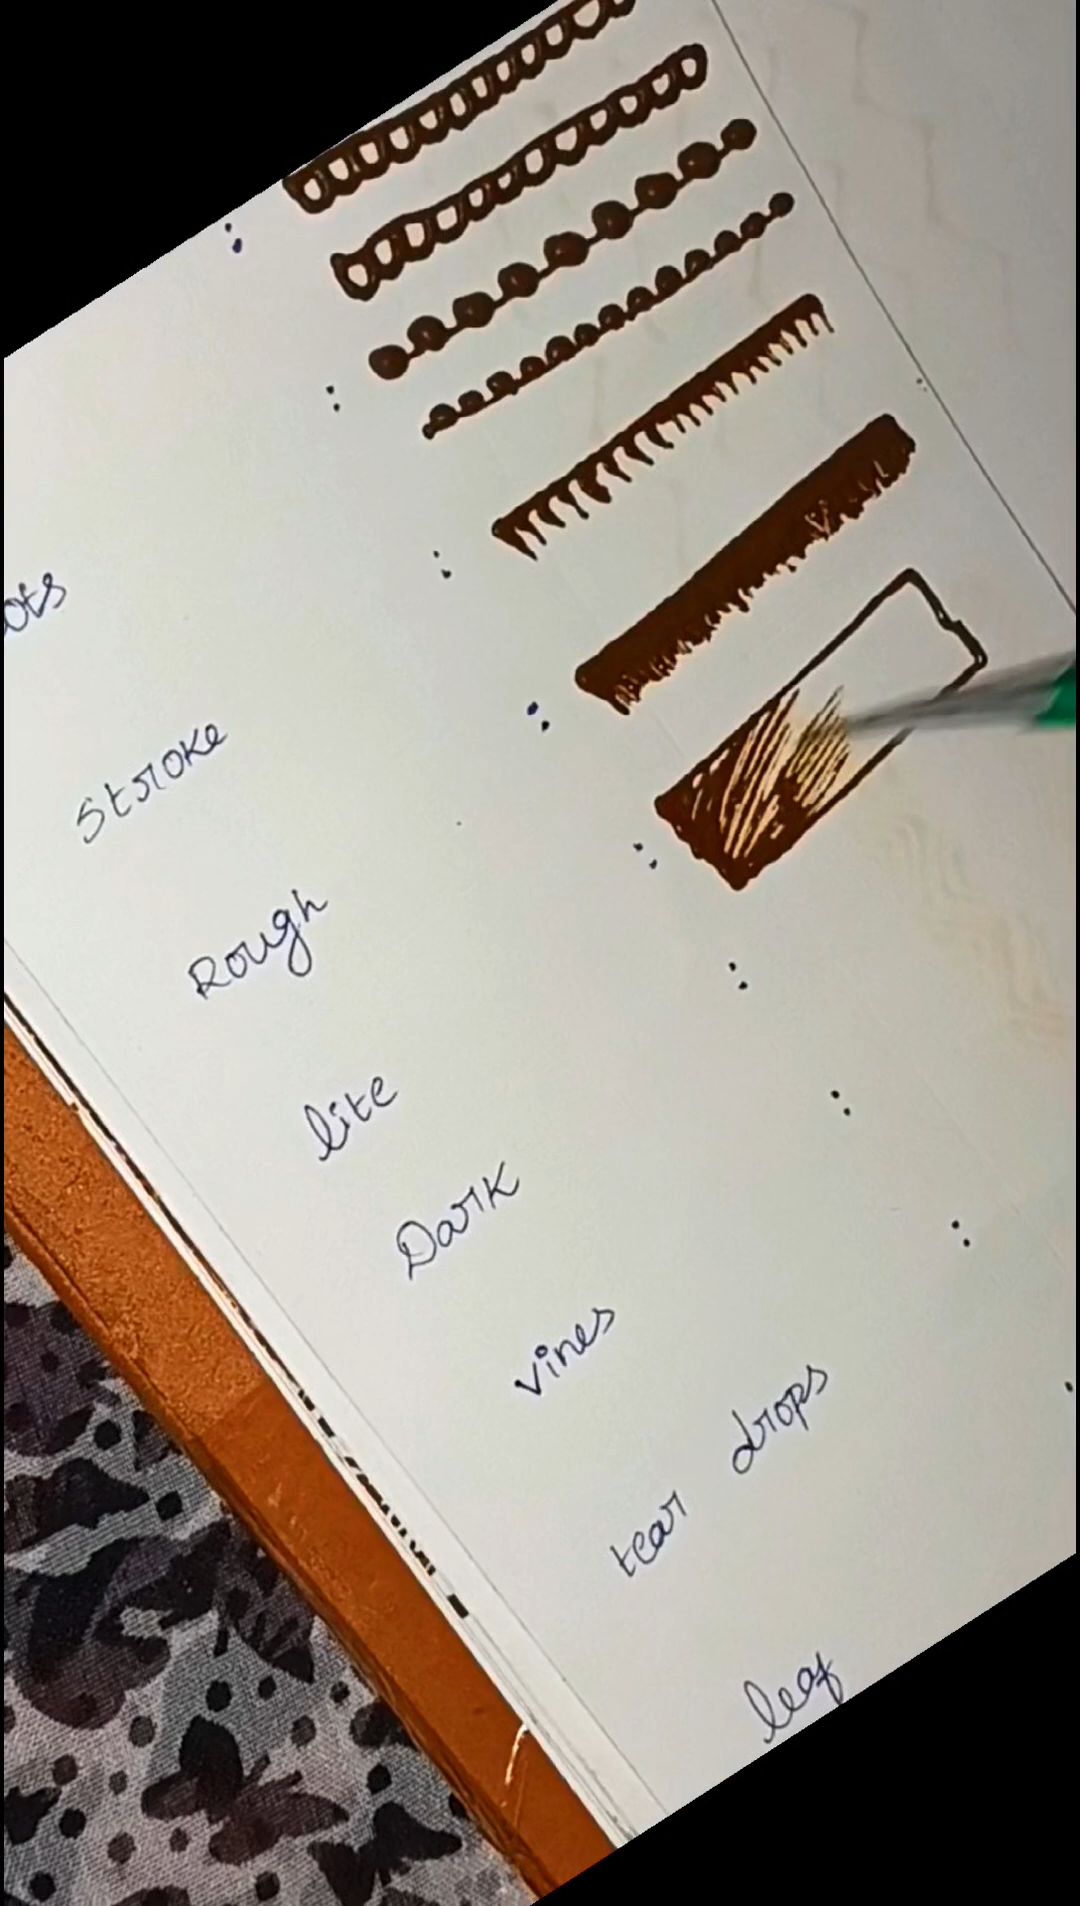 ots
:
:
Stroke :
Rough :
lite :
Dark :
vines :
tear drops :
leaf